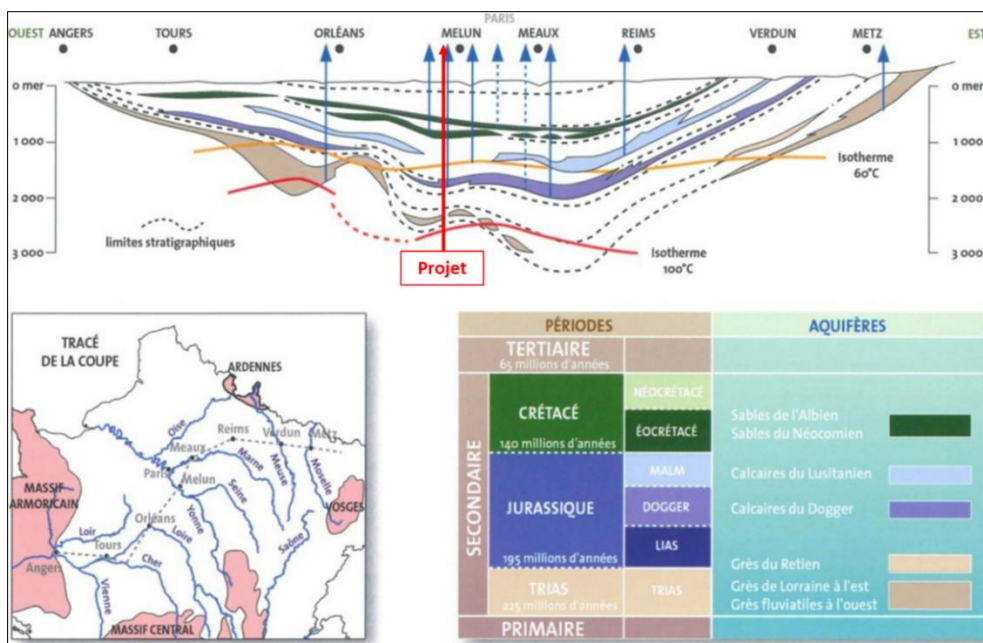 PARIS
OUEST ANGERS TOURS ORLÉANS MELUN MEAUX REIMS VERDUN METZ EST
0 mer 0 mer
1 000 1 000
Isotherme
60°C
2 000 2 000
limites stratigraphiques
3 000 3 000
Isotherme
100°C
Projet
TRACÉ
DE LA COUPE
ARDENNES
Oise
Reims
Verdun
Metz
Meaux
Marne
Meuse
Moselle
Paris
Melun
Seine
MASSIF
ARMORICAIN
VOSGES
Orléans
Yonne
Loir
Loire
Saône
Tours
Angers
Cher
Vienne
MASSIF CENTRAL
PÉRIODES AQUIFÈRES
TERTIAIRE
65 millions d'années
SECONDAIRE
CRÉTACÉ
140 millions d'années
NÉOCRÉTACÉ
ÉOCRÉTACÉ
Sables de l'Albien
Sables du Néocomien
JURASSIQUE
195 millions d'années
MALM
Calcaires du Lusitanien
DOGGER
Calcaires du Dogger
LIAS
TRIAS
225 millions d'années
TRIAS
Grès du Retien
Grès de Lorraine à l'est
Grès fluviatiles à l'ouest
PRIMAIRE